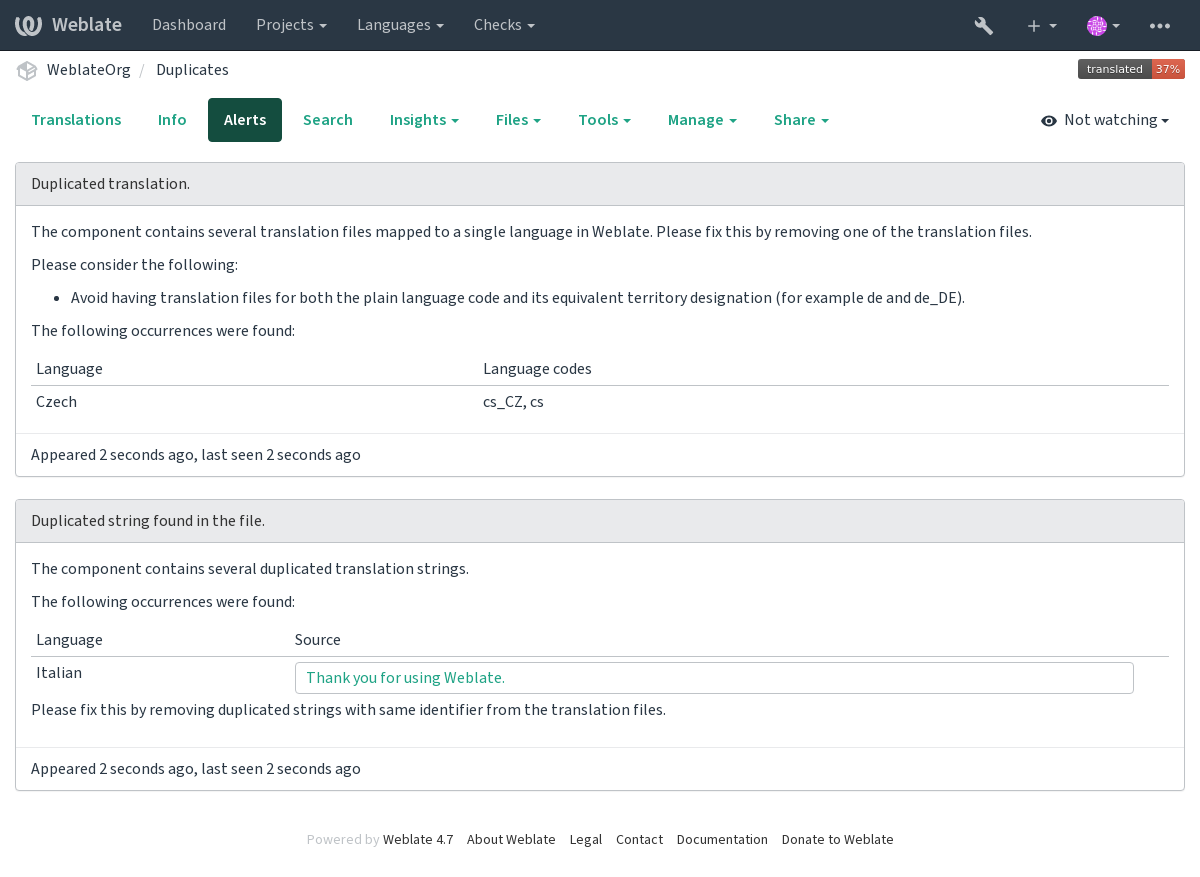 Weblate Dashboard Projects Languages Checks
WeblateOrg / Duplicates translated 37%
Translations Info Alerts Search Insights Files Tools Manage Share Not watching
Duplicated translation.
The component contains several translation files mapped to a single language in Weblate. Please fix this by removing one of the translation files.
Please consider the following:
• Avoid having translation files for both the plain language code and its equivalent territory designation (for example de and de_DE).
The following occurrences were found:
Language Language codes
Czech cs_CZ, cs
Appeared 2 seconds ago, last seen 2 seconds ago
Duplicated string found in the file.
The component contains several duplicated translation strings.
The following occurrences were found:
Language Source
Italian Thank you for using Weblate.
Please fix this by removing duplicated strings with same identifier from the translation files.
Appeared 2 seconds ago, last seen 2 seconds ago
Powered by Weblate 4.7 About Weblate Legal Contact Documentation Donate to Weblate